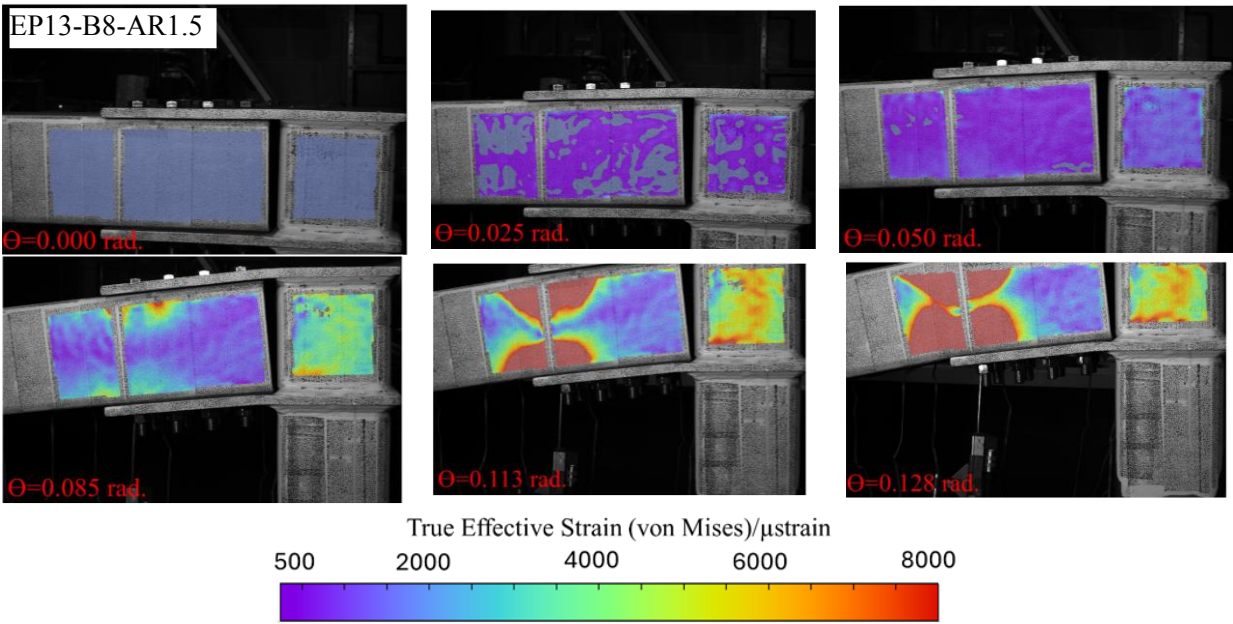 EP13-B8-AR1.5
Ɵ=0.000 rad.
Ɵ=0.025 rad.
Ɵ=0.050 rad.
Ɵ=0.085 rad.
Ɵ=0.113 rad.
Ɵ=0.128 rad.
True Effective Strain (von Mises)/μstrain
500 2000 4000 6000 8000